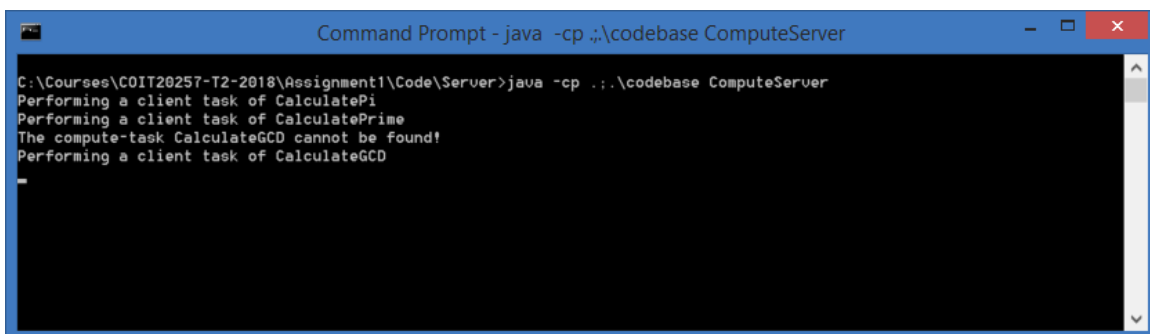 Command Prompt - java -cp .;.\codebase ComputeServer
C:\Courses\COIT20257-T2-2018\Assignment1\Code\Server>java -cp .;.\codebase ComputeServer
Performing a client task of CalculatePi
Performing a client task of CalculatePrime
The compute-task CalculateGCD cannot be found!
Performing a client task of CalculateGCD